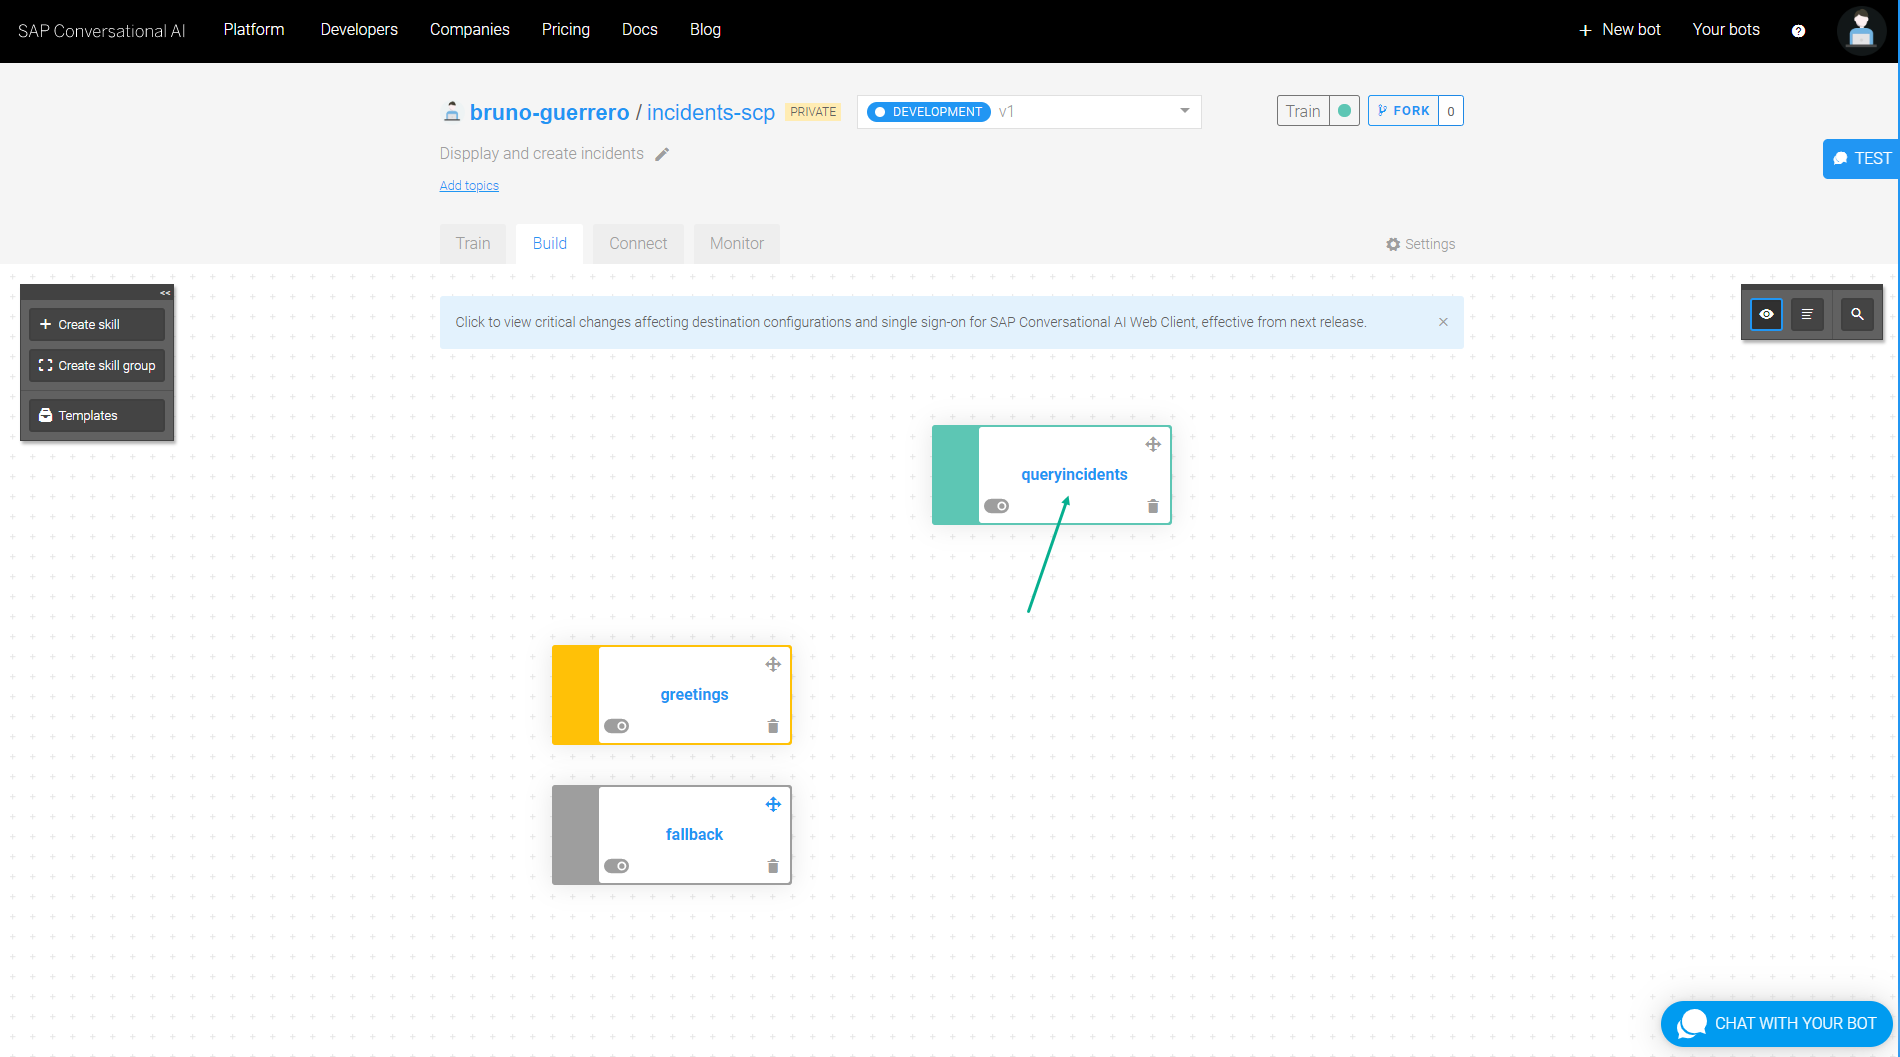 SAP Conversational AI Platform Developers Companies Pricing Docs Blog + New bot Your bots ?
bruno-guerrero / incidents-scp PRIVATE DEVELOPMENT v1 Train FORK 0
Dispplay and create incidents
Add topics
TEST
Train Build Connect Monitor Settings
<<
+ Create skill
Create skill group
Templates
Click to view critical changes affecting destination configurations and single sign-on for SAP Conversational AI Web Client, effective from next release. ×
queryincidents
greetings
fallback
CHAT WITH YOUR BOT